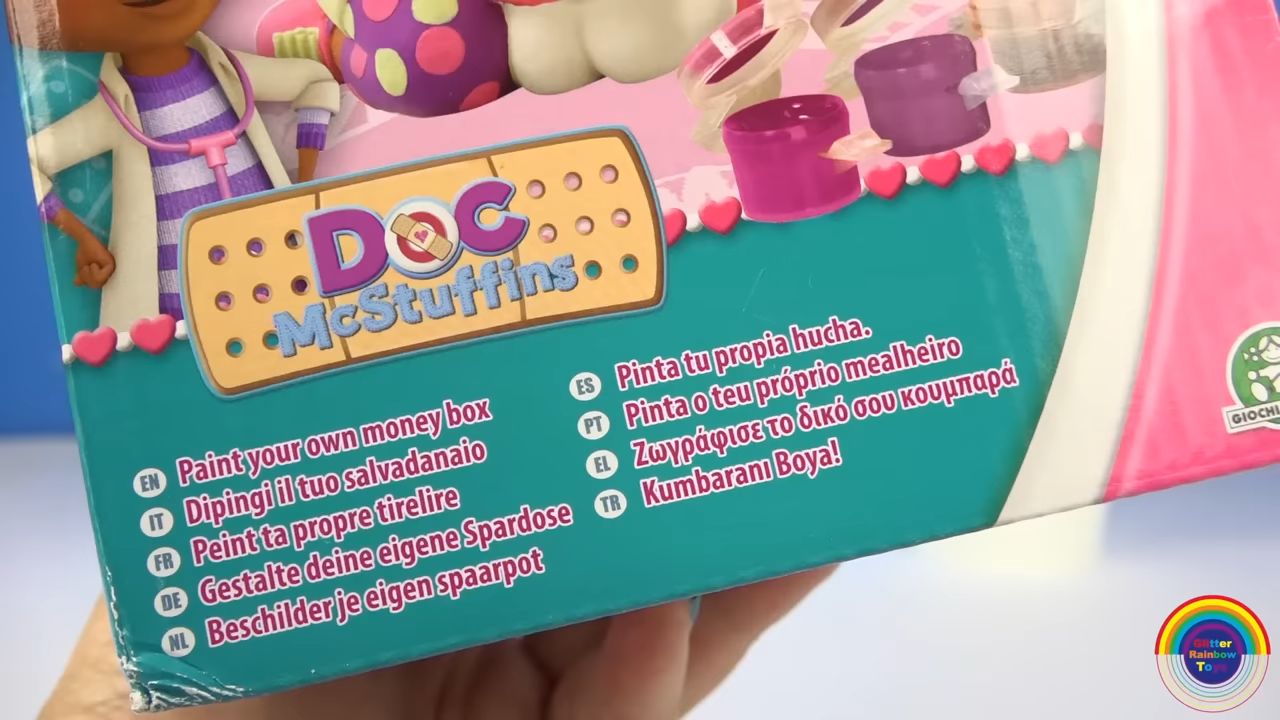 DOC
McStuffins
EN Paint your own money box
IT Dipingi il tuo salvadanaio
FR Peint ta propre tirelire
DE Gestalte deine eigene Spardose
NL Beschilder je eigen spaarpot
ES Pinta tu propia hucha.
PT Pinta o teu próprio mealheiro
EL Ζωγράφισε το δικό σου κουμπαρά
TR Kumbaranı Boya!
GIOCHI
Glitter
Rainbow
Toys